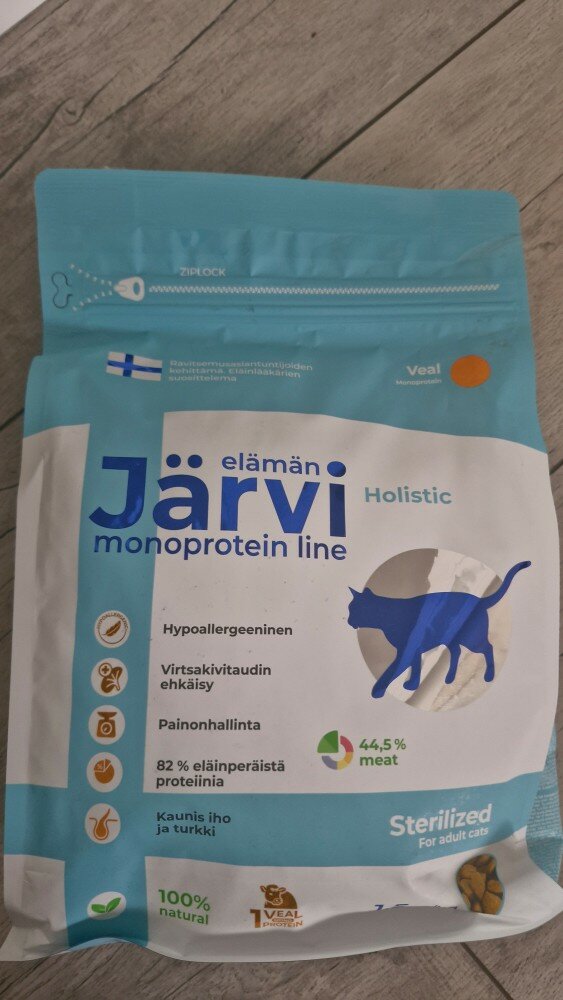 ZIPLOCK
Ravitsemusasiantuntijoiden
kehittämä. Eläinlääkärien
suosittelema
Veal
Monoprotein
elämän
Järvi
Holistic
monoprotein line
HYPOALLERGENIC
Hypoallergeeninen
Virtsakivitaudin
ehkäisy
Painonhallinta
44,5 %
meat
82 % eläinperäistä
proteiinia
Kaunis iho
ja turkki
Sterilized
For adult cats
100%
natural
1 VEAL
PROTEIN